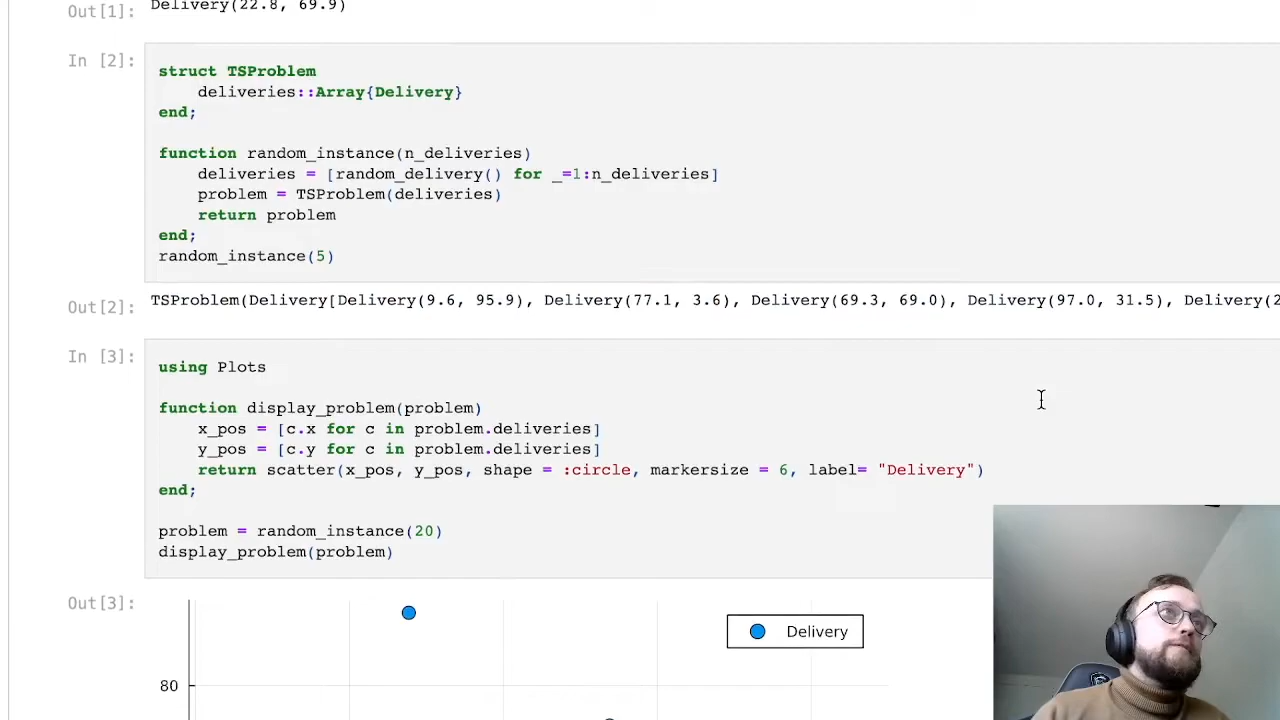 Out[1]: Delivery(22.8, 69.9)
In [2]:
struct TSProblem
    deliveries::Array{Delivery}
end;
function random_instance(n_deliveries)
    deliveries = [random_delivery() for _=1:n_deliveries]
    problem = TSProblem(deliveries)
    return problem
end;
random_instance(5)
Out[2]: TSProblem(Delivery[Delivery(9.6, 95.9), Delivery(77.1, 3.6), Delivery(69.3, 69.0), Delivery(97.0, 31.5), Delivery(2
In [3]:
using Plots
function display_problem(problem)
    x_pos = [c.x for c in problem.deliveries]
    y_pos = [c.y for c in problem.deliveries]
    return scatter(x_pos, y_pos, shape = :circle, markersize = 6, label= "Delivery")
end;
problem = random_instance(20)
display_problem(problem)
Out[3]:
Delivery
80